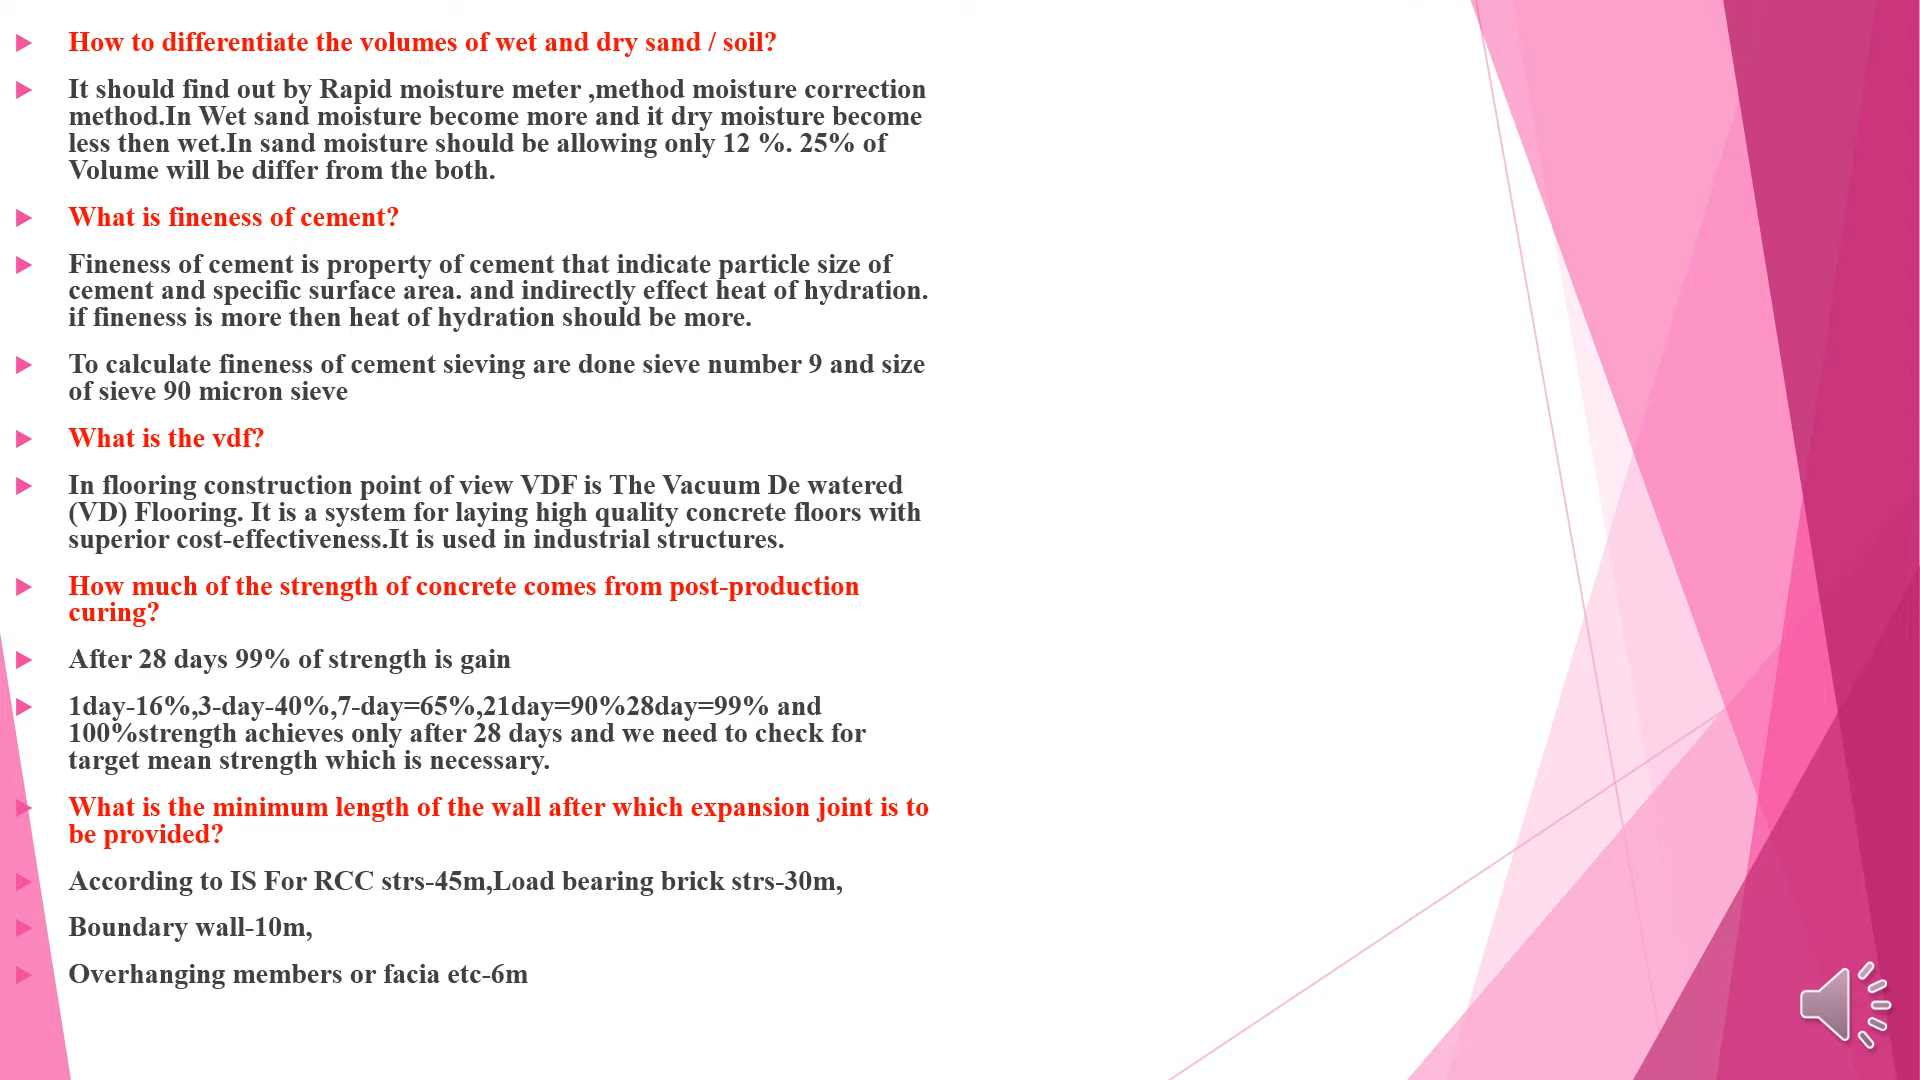 How to differentiate the volumes of wet and dry sand / soil?
It should find out by Rapid moisture meter ,method moisture correction
method.In Wet sand moisture become more and it dry moisture become
less then wet.In sand moisture should be allowing only 12 %. 25% of
Volume will be differ from the both.
What is fineness of cement?
Fineness of cement is property of cement that indicate particle size of
cement and specific surface area. and indirectly effect heat of hydration.
if fineness is more then heat of hydration should be more.
To calculate fineness of cement sieving are done sieve number 9 and size
of sieve 90 micron sieve
What is the vdf?
In flooring construction point of view VDF is The Vacuum De watered
(VD) Flooring. It is a system for laying high quality concrete floors with
superior cost-effectiveness.It is used in industrial structures.
How much of the strength of concrete comes from post-production
curing?
After 28 days 99% of strength is gain
1day-16%,3-day-40%,7-day=65%,21day=90%28day=99% and
100%strength achieves only after 28 days and we need to check for
target mean strength which is necessary.
What is the minimum length of the wall after which expansion joint is to
be provided?
According to IS For RCC strs-45m,Load bearing brick strs-30m,
Boundary wall-10m,
Overhanging members or facia etc-6m